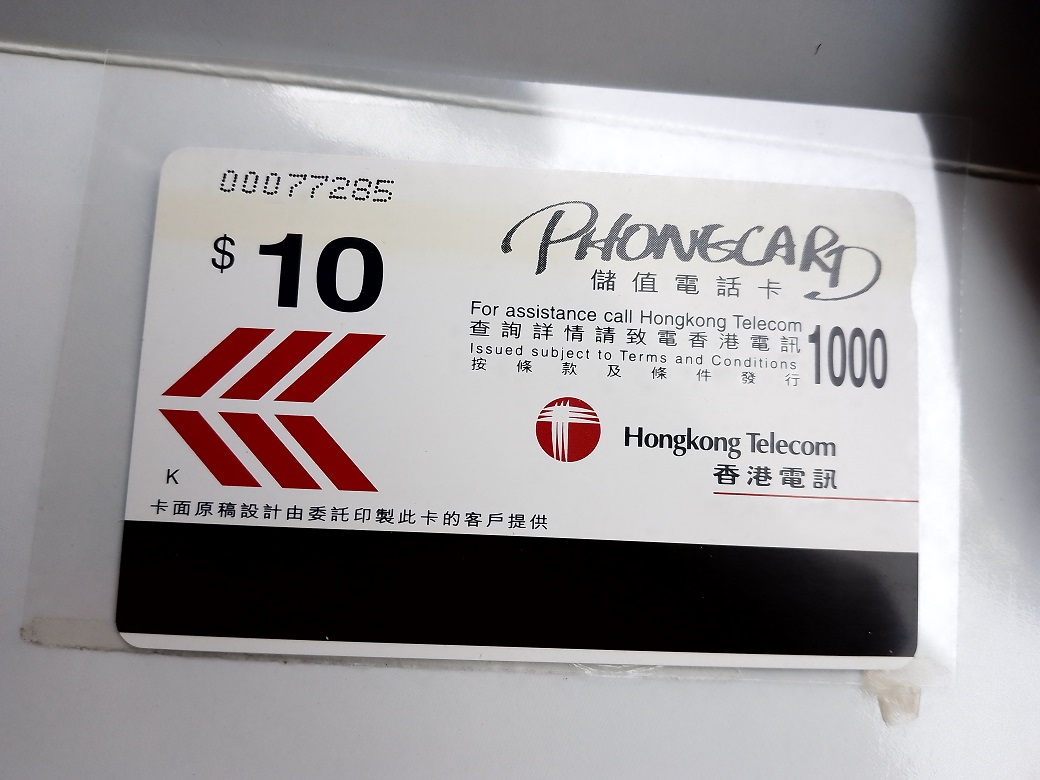 00077285
$ 10
PHONECARD
儲值電話卡
For assistance call Hongkong Telecom
查詢詳情請致電香港電訊
Issued subject to Terms and Conditions
按條款及條件發行
1000
Hongkong Telecom
香港電訊
K
卡面原稿設計由委託印製此卡的客戶提供